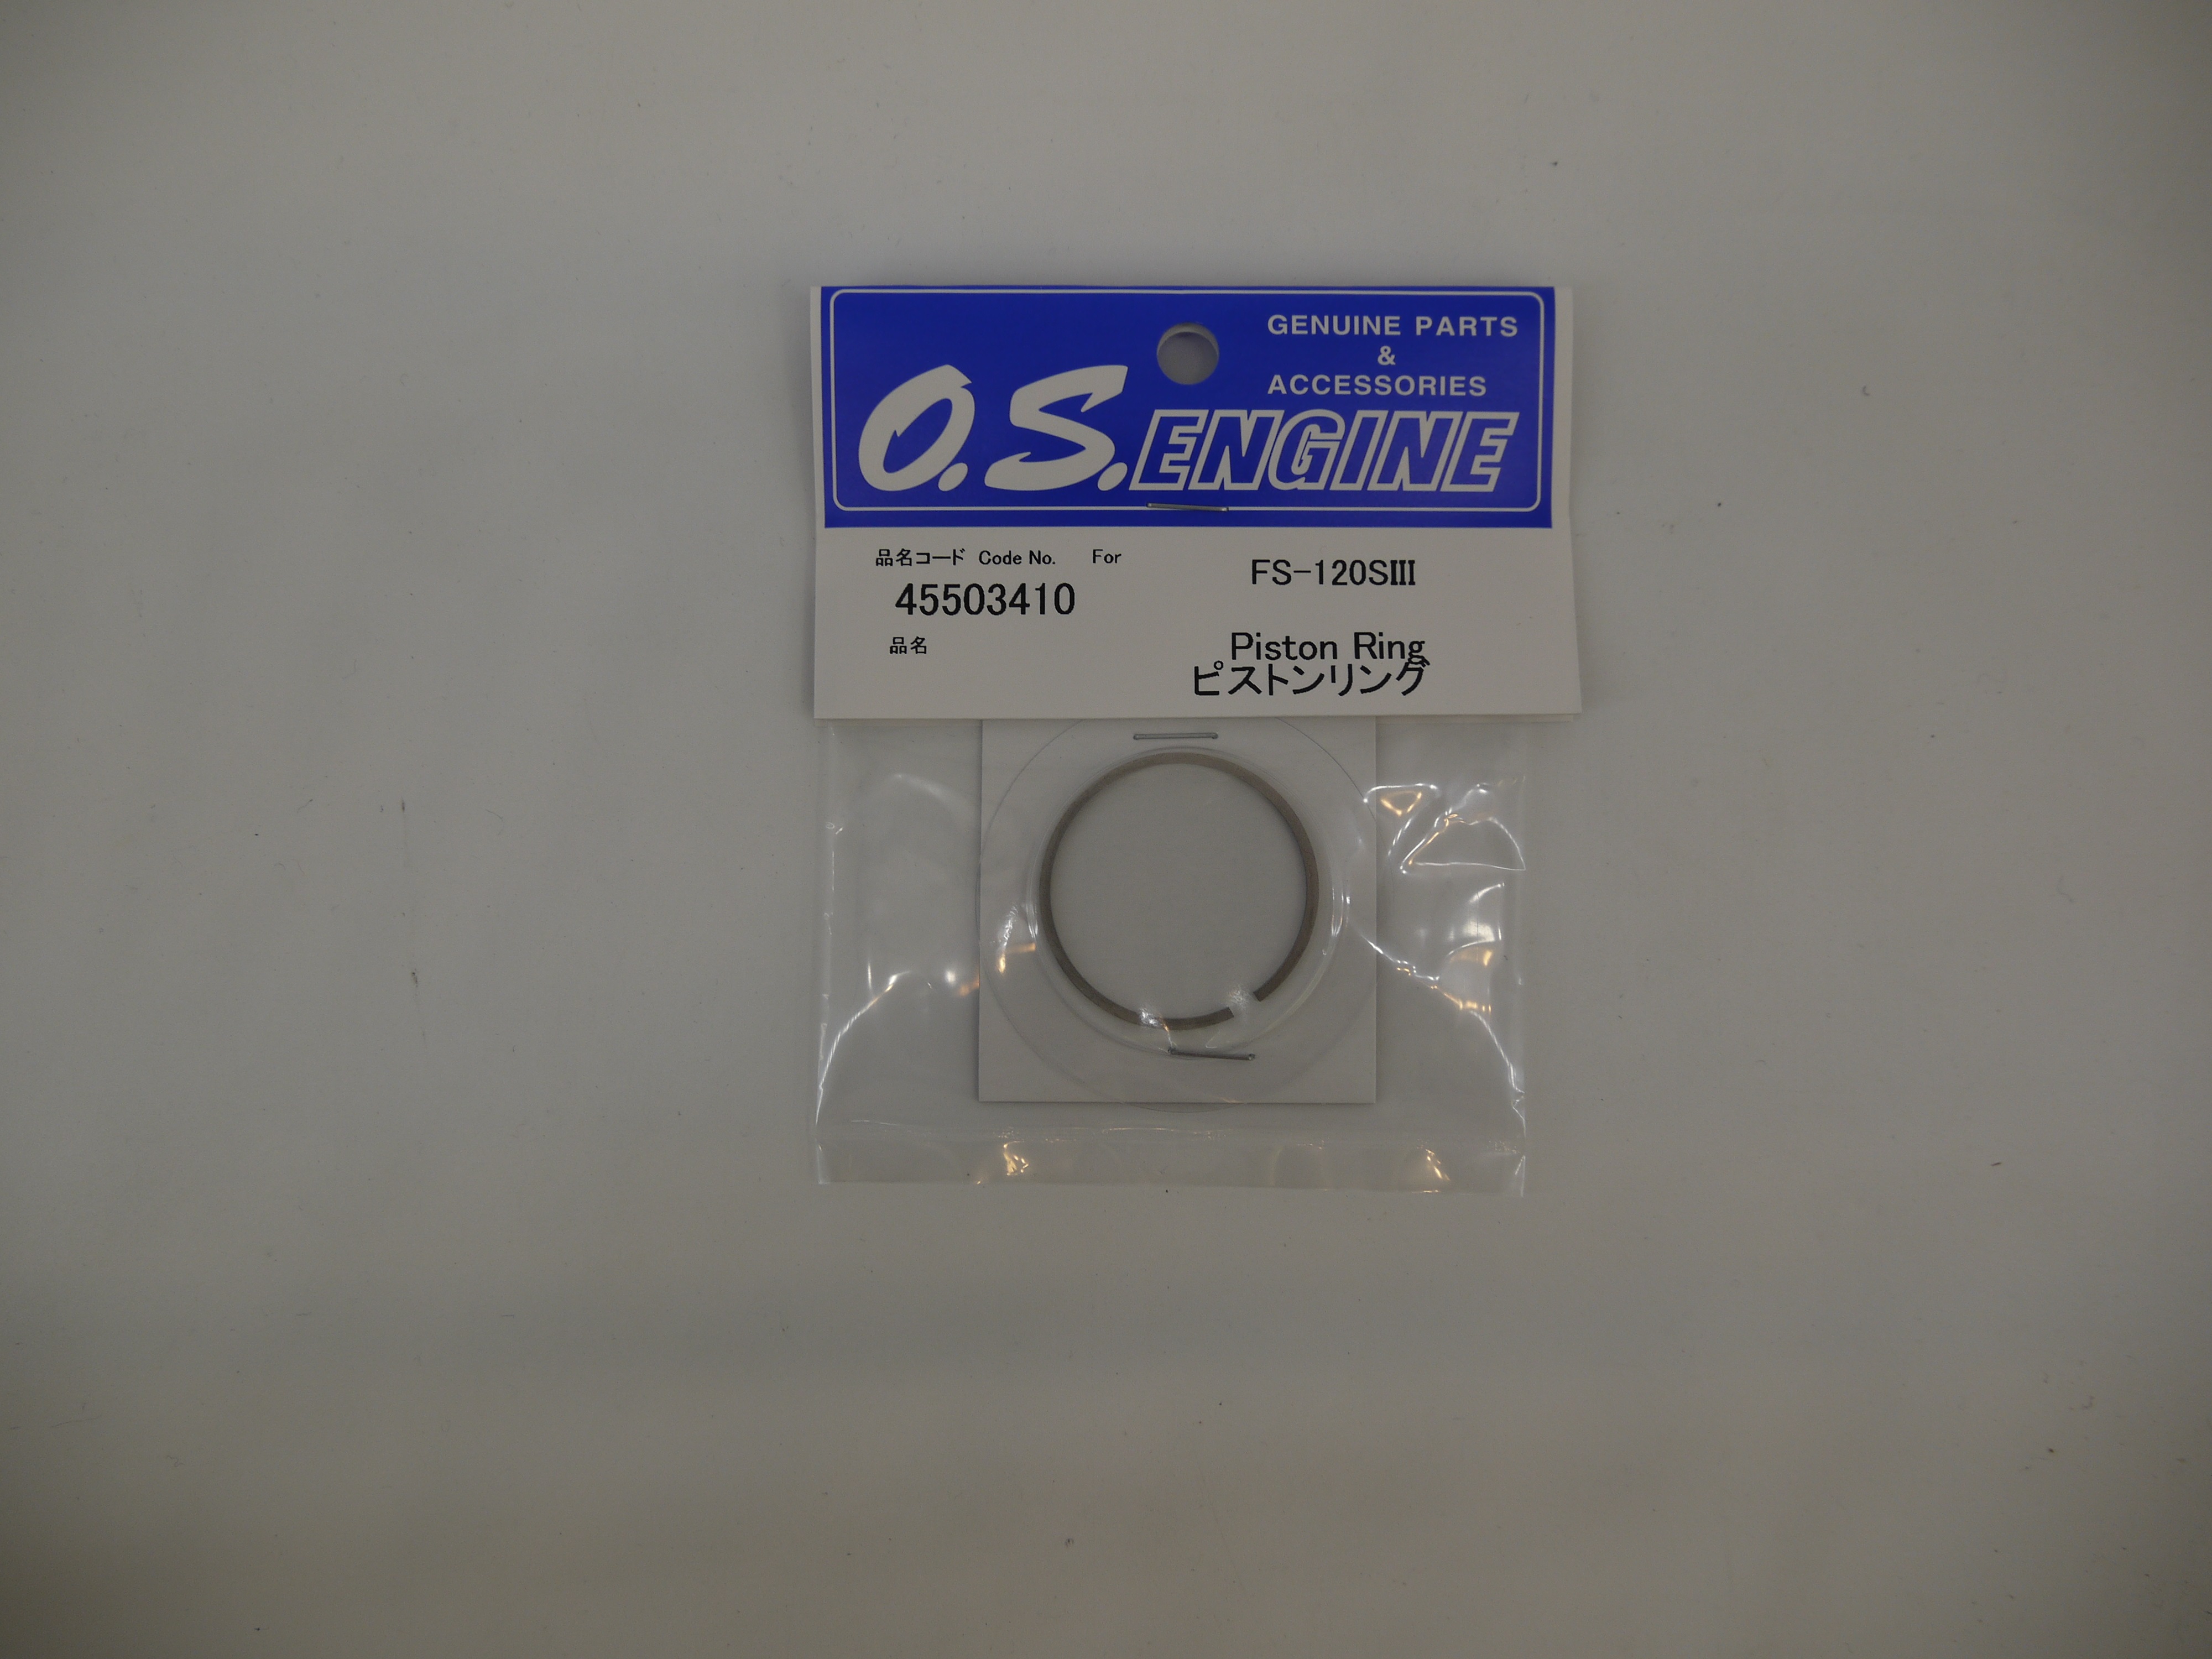 GENUINE PARTS
&
ACCESSORIES
O.S.ENGINE
品名コード Code No. For
FS-120SIII
45503410
品名
Piston Ring
ピストンリング